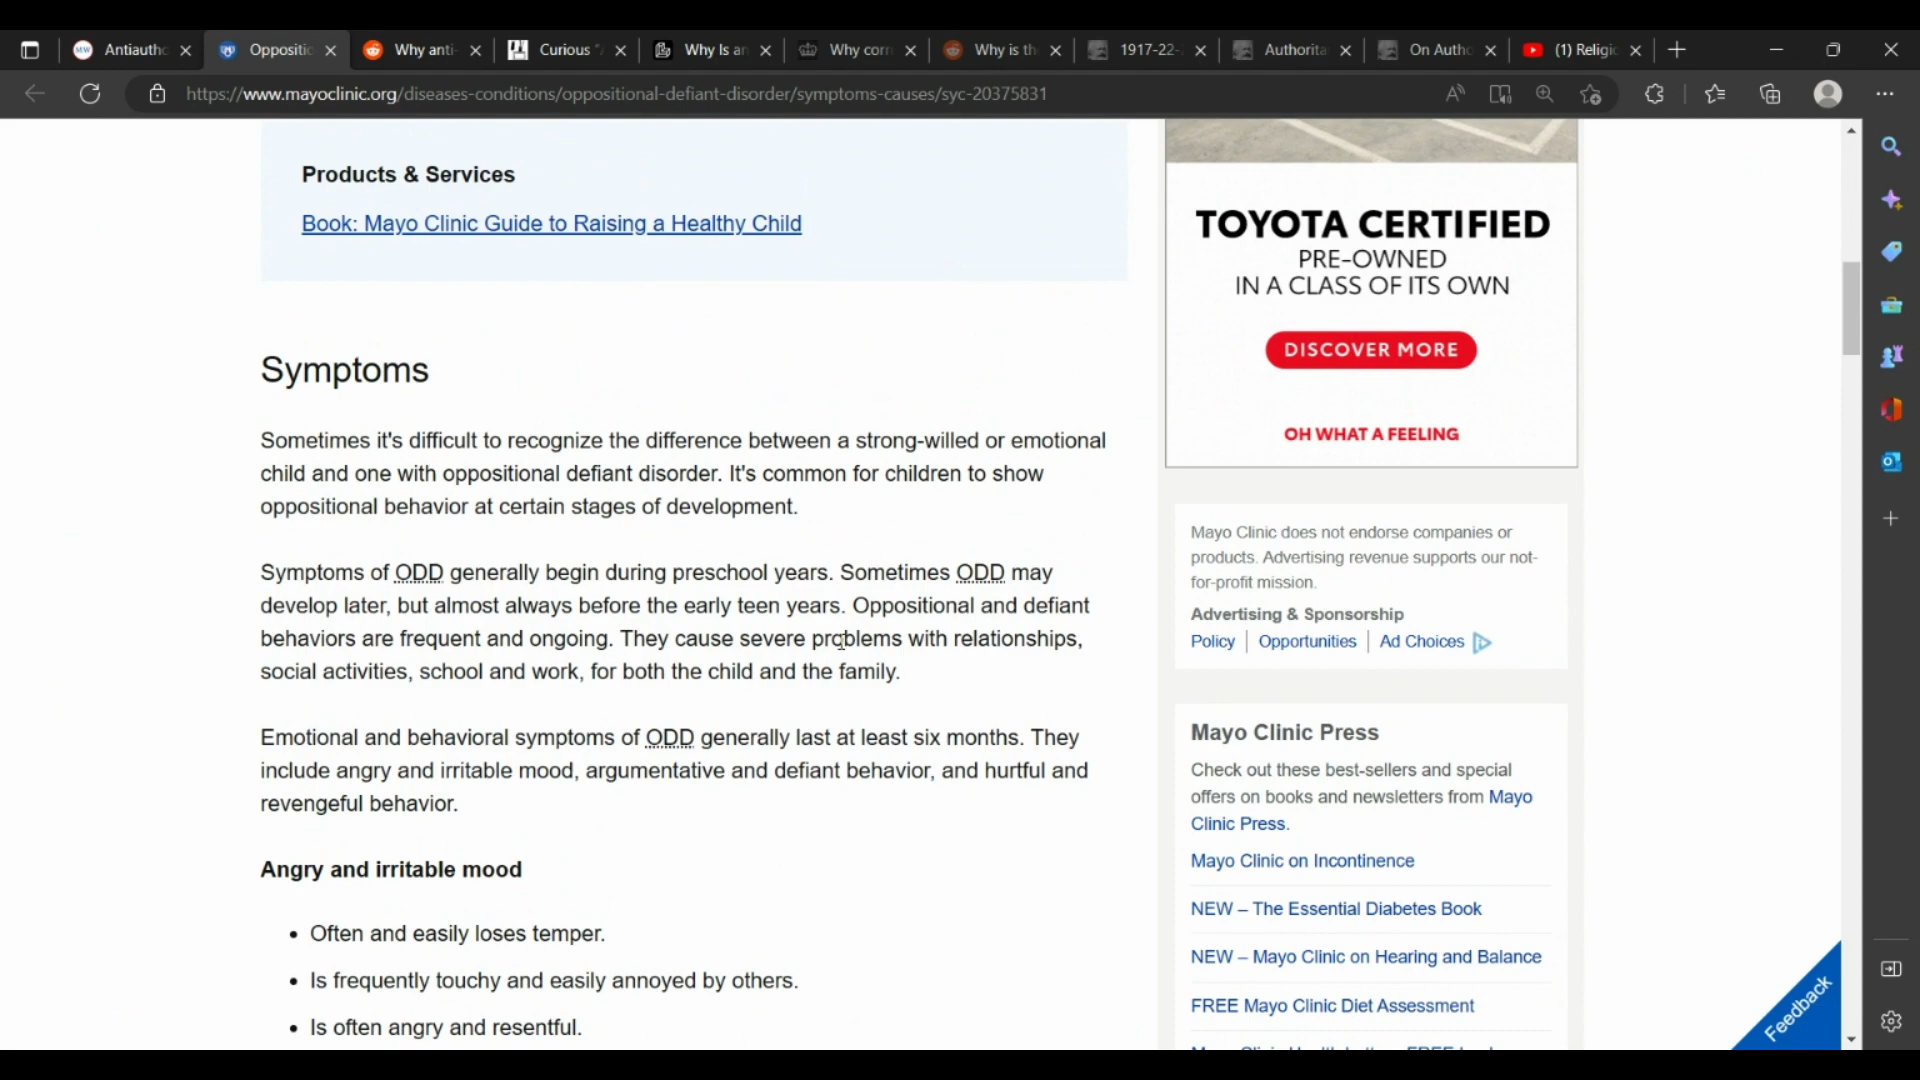 Antiautho
Oppositio
Why anti-
Curious "A
Why Is an
Why corr
Why is th
1917-22-
Authorita
On Autho
(1) Religio
https://www.mayoclinic.org/diseases-conditions/oppositional-defiant-disorder/symptoms-causes/syc-20375831
Products & Services
Book: Mayo Clinic Guide to Raising a Healthy Child
Symptoms
Sometimes it's difficult to recognize the difference between a strong-willed or emotional
child and one with oppositional defiant disorder. It's common for children to show
oppositional behavior at certain stages of development.
Symptoms of ODD generally begin during preschool years. Sometimes ODD may
develop later, but almost always before the early teen years. Oppositional and defiant
behaviors are frequent and ongoing. They cause severe problems with relationships,
social activities, school and work, for both the child and the family.
Emotional and behavioral symptoms of ODD generally last at least six months. They
include angry and irritable mood, argumentative and defiant behavior, and hurtful and
revengeful behavior.
Angry and irritable mood
• Often and easily loses temper.
• Is frequently touchy and easily annoyed by others.
• Is often angry and resentful.
TOYOTA CERTIFIED
PRE-OWNED
IN A CLASS OF ITS OWN
DISCOVER MORE
OH WHAT A FEELING
Mayo Clinic does not endorse companies or
products. Advertising revenue supports our not-
for-profit mission.
Advertising & Sponsorship
Policy | Opportunities | Ad Choices
Mayo Clinic Press
Check out these best-sellers and special
offers on books and newsletters from Mayo
Clinic Press.
Mayo Clinic on Incontinence
NEW – The Essential Diabetes Book
NEW – Mayo Clinic on Hearing and Balance
FREE Mayo Clinic Diet Assessment
Feedback